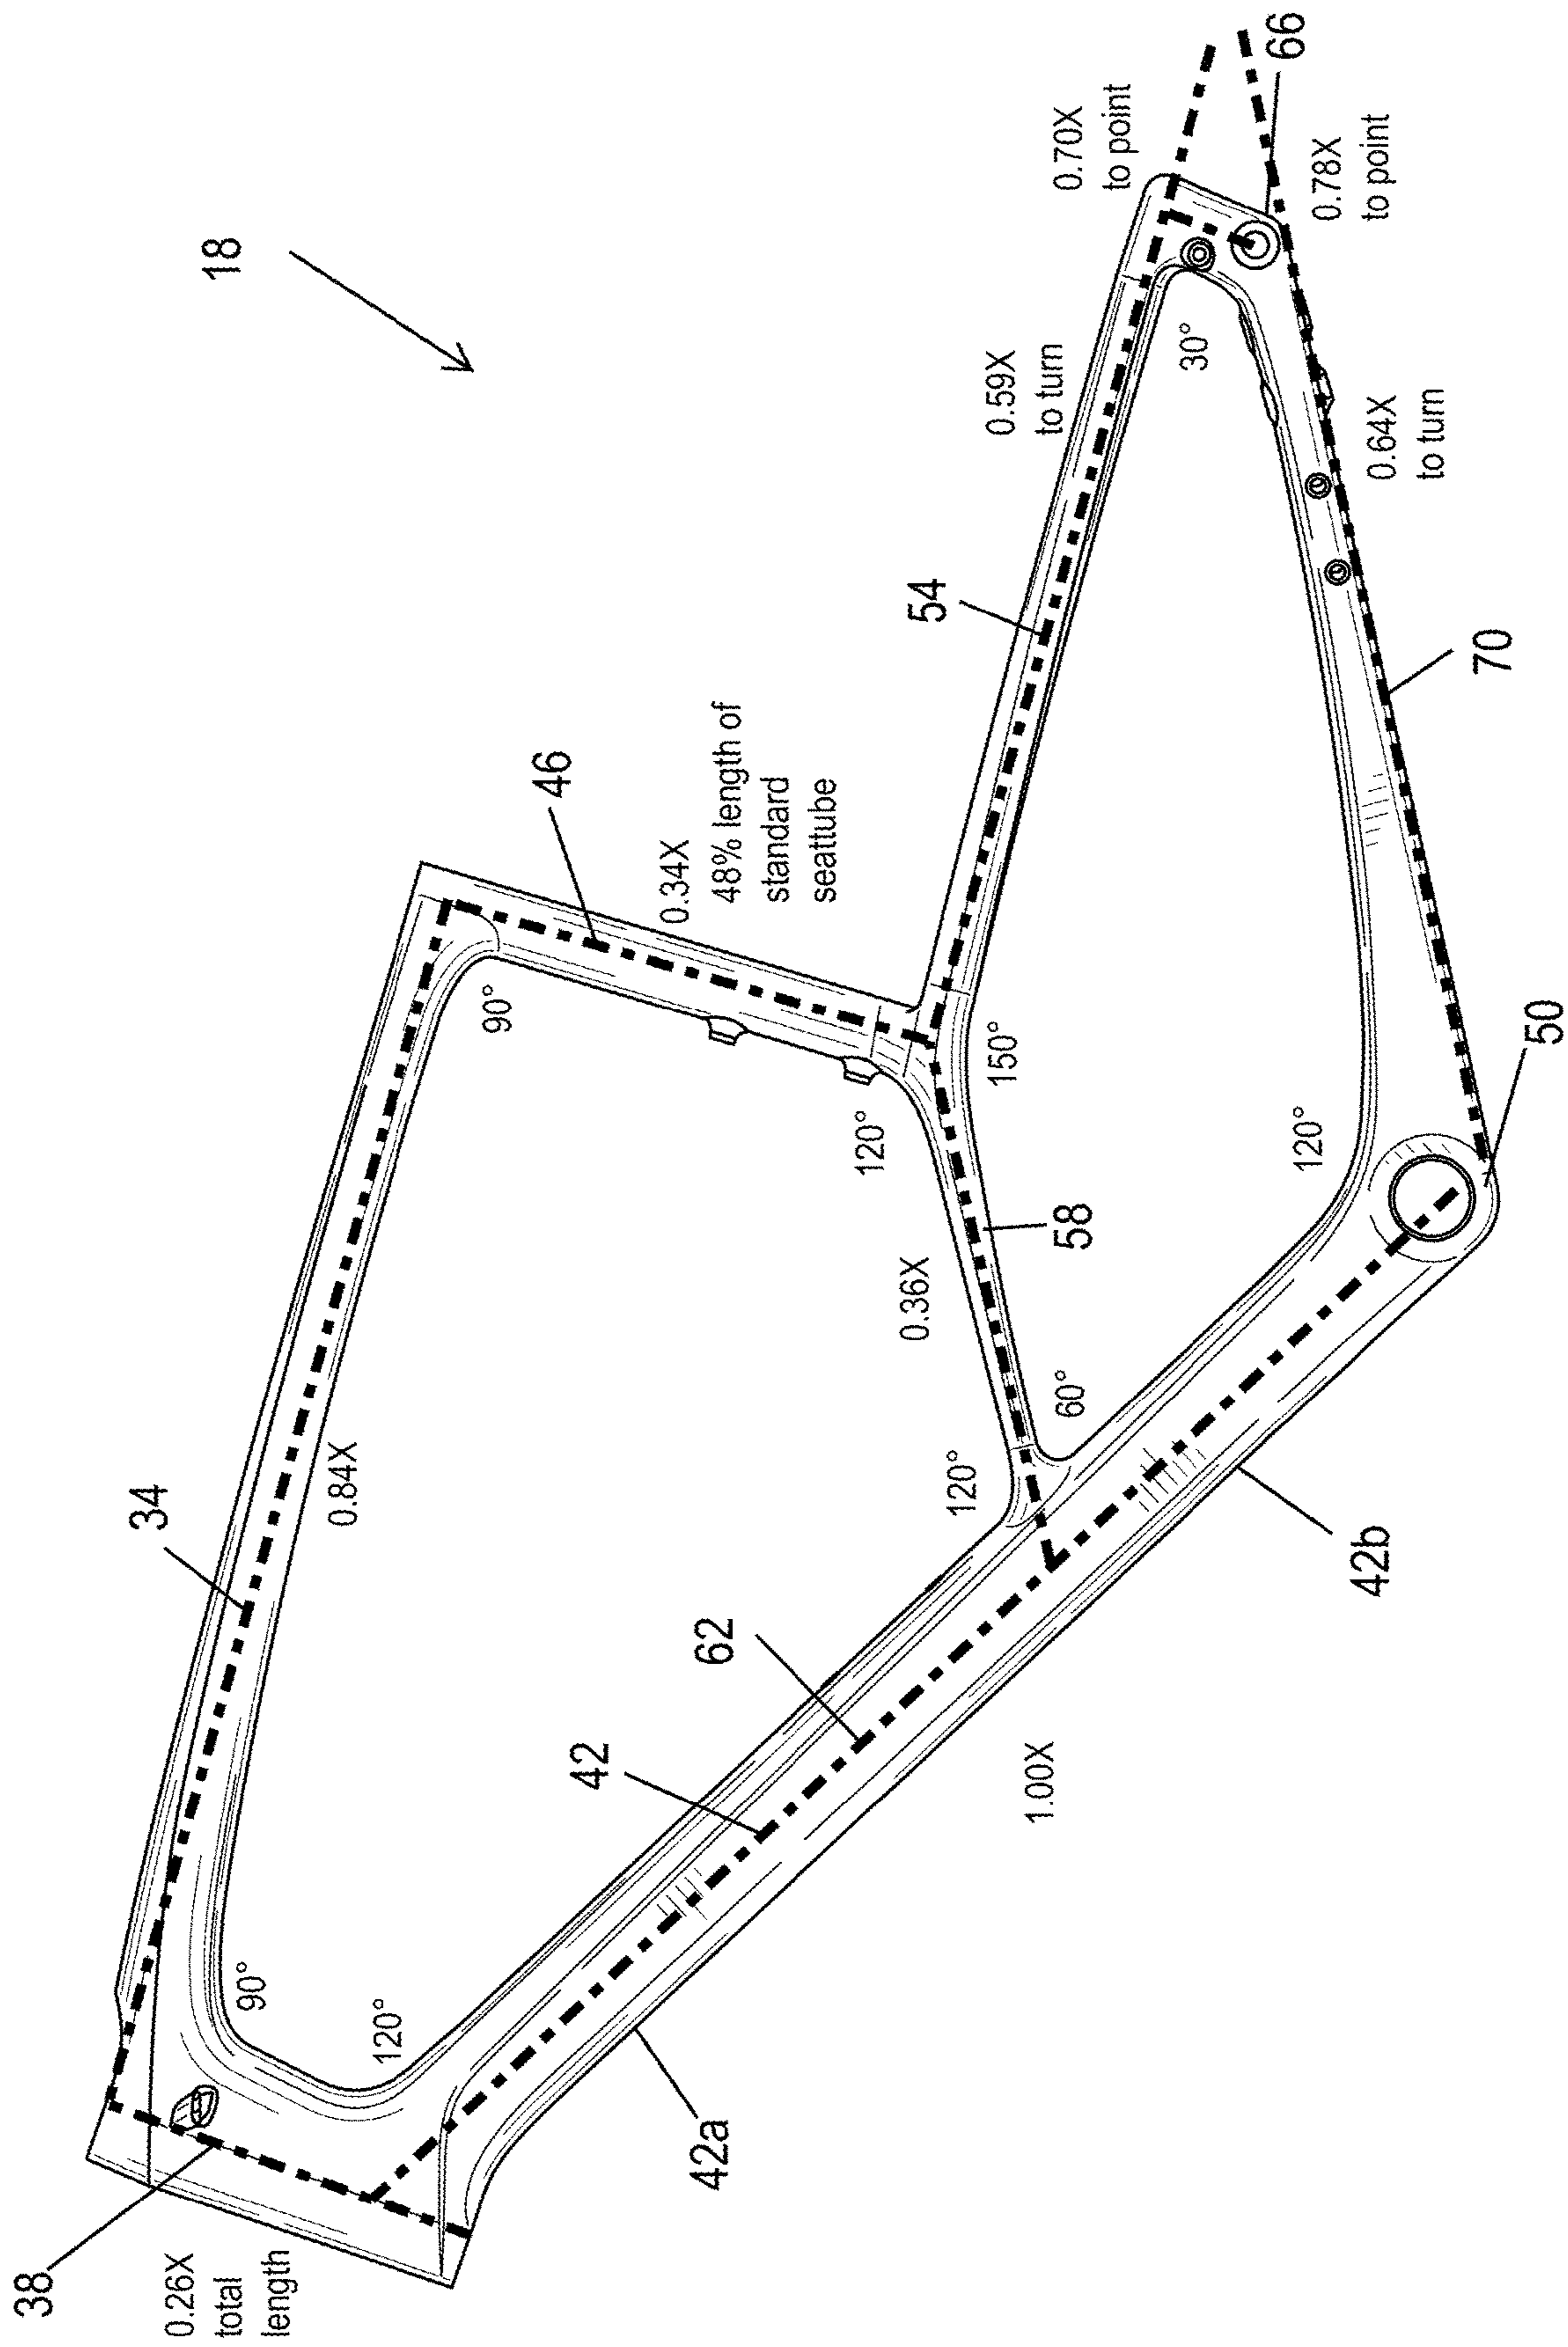 18
38
0.26X
total
length
34
0.84X
90°
120°
90°
46
0.34X
48% length of
standard
seattube
120°
150°
54
0.59X
to turn
0.70X
to point
66
0.78X
to point
30°
0.64X
to turn
70
50
120°
58
0.36X
60°
120°
62
42
1.00X
42a
42b